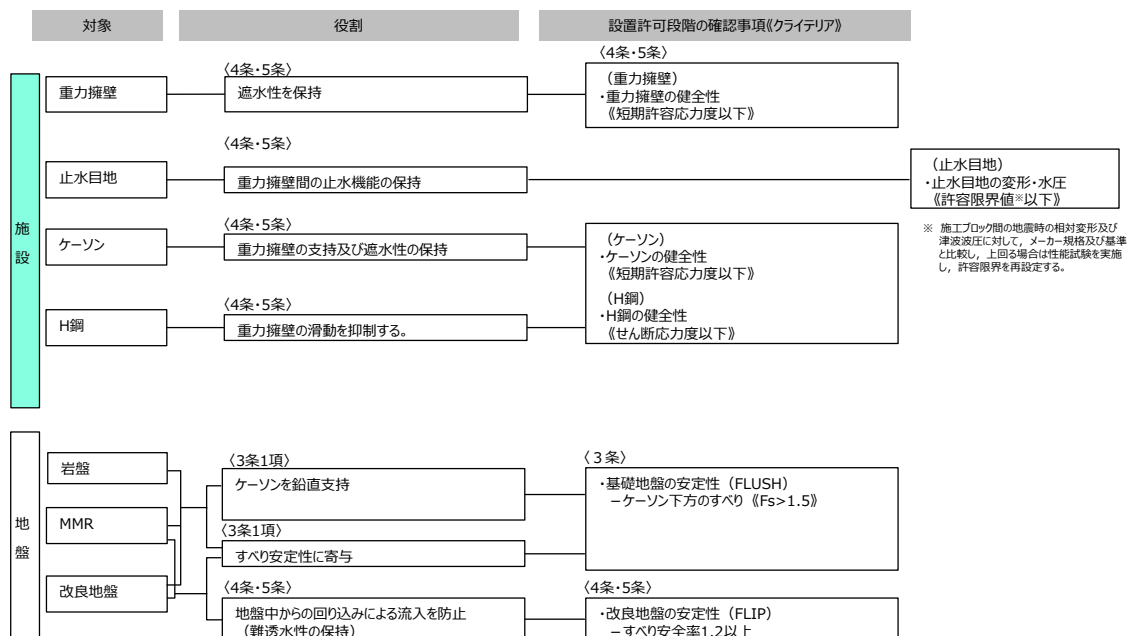 対象 役割 設置許可段階の確認事項《クライテリア》
施設
重力擁壁
〈4条・5条〉
遮水性を保持
〈4条・5条〉
（重力擁壁）
・重力擁壁の健全性
《短期許容応力度以下》
止水目地
〈4条・5条〉
重力擁壁間の止水機能の保持
（止水目地）
・止水目地の変形・水圧
《許容限界値※以下》
※ 施工ブロック間の地震時の相対変形及び
津波波圧に対して，メーカー規格及び基準
と比較し，上回る場合は性能試験を実施
し，許容限界を再設定する。
ケーソン
〈4条・5条〉
重力擁壁の支持及び遮水性の保持
（ケーソン）
・ケーソンの健全性
《短期許容応力度以下》
H鋼
〈4条・5条〉
重力擁壁の滑動を抑制する。
（H鋼）
・H鋼の健全性
《せん断応力度以下》
地盤
岩盤
MMR
改良地盤
〈3条1項〉
ケーソンを鉛直支持
〈3条1項〉
すべり安定性に寄与
〈３条〉
・基礎地盤の安定性（FLUSH）
－ケーソン下方のすべり《Fs>1.5》
〈4条・5条〉
地盤中からの回り込みによる流入を防止
（難透水性の保持）
〈4条・5条〉
・改良地盤の安定性（FLIP）
－すべり安全率1.2以上